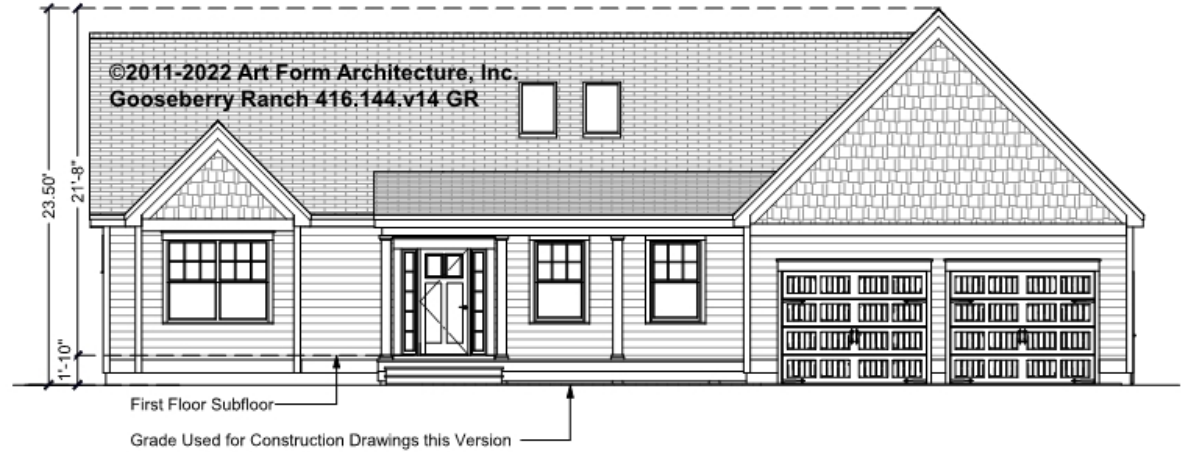 ©2011-2022 Art Form Architecture, Inc.
Gooseberry Ranch 416.144.v14 GR
23.50'
21'-8"
1'-10"
First Floor Subfloor
Grade Used for Construction Drawings this Version